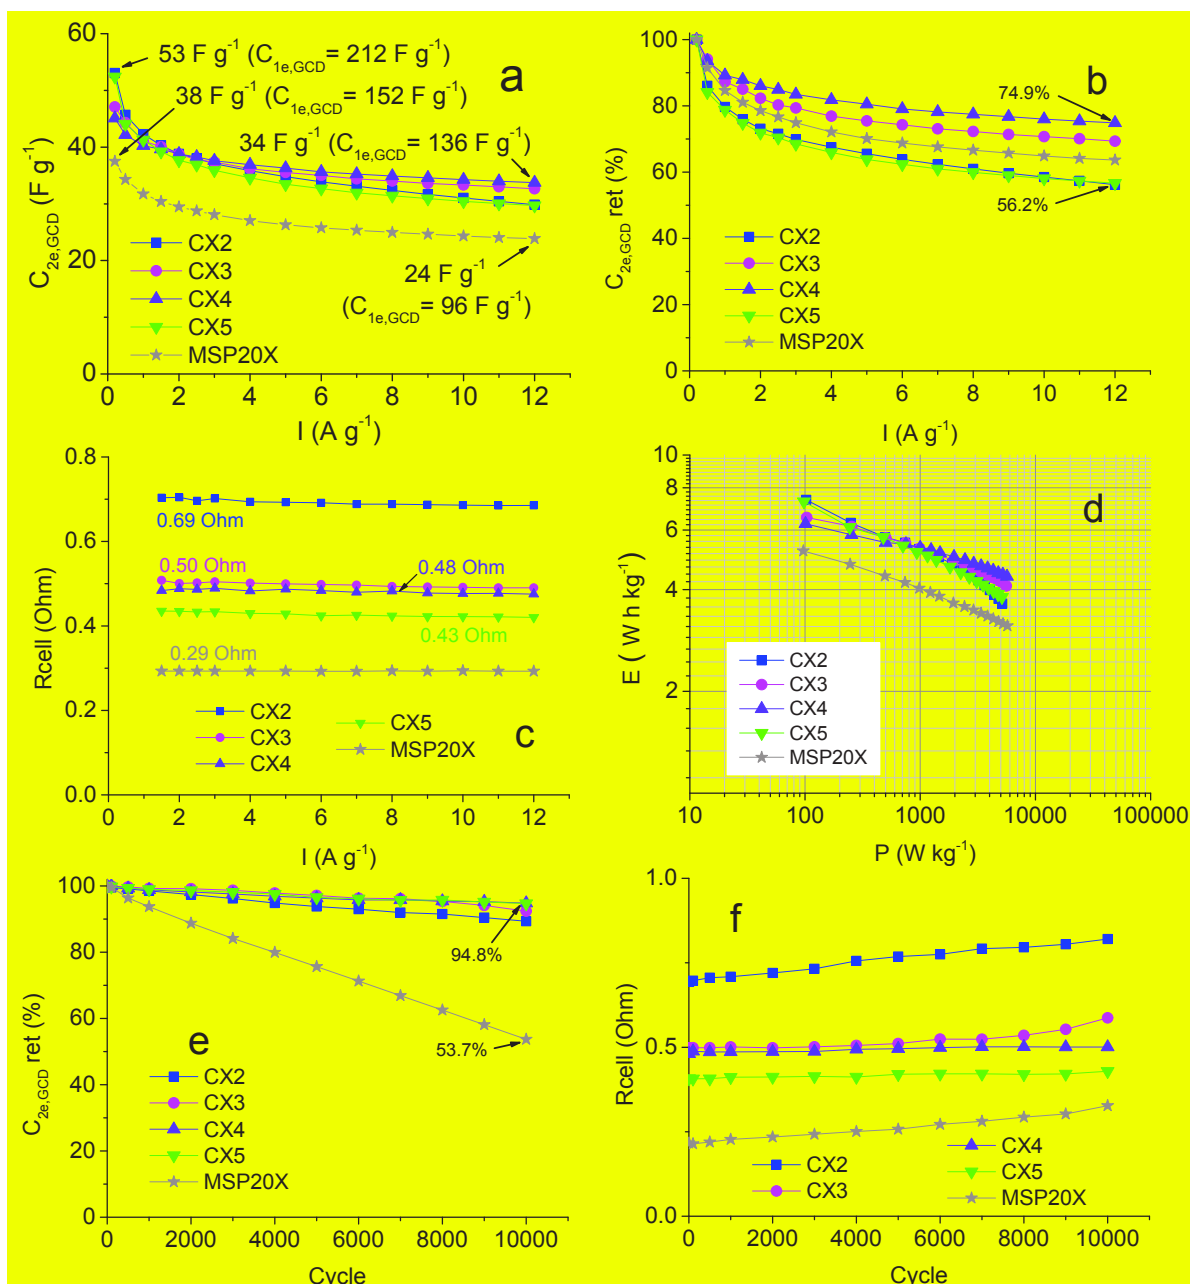 a
53 F g⁻¹ (C₁ₑ,GCD= 212 F g⁻¹)
38 F g⁻¹ (C₁ₑ,GCD= 152 F g⁻¹)
34 F g⁻¹ (C₁ₑ,GCD= 136 F g⁻¹)
24 F g⁻¹
(C₁ₑ,GCD= 96 F g⁻¹)
CX2
CX3
CX4
CX5
MSP20X
60
40
20
0
C₂ₑ,GCD (F g⁻¹)
0 2 4 6 8 10 12
I (A g⁻¹)
b
74.9%
56.2%
CX2
CX3
CX4
CX5
MSP20X
100
80
60
40
20
0
C₂ₑ,GCD ret (%)
0 2 4 6 8 10 12
I (A g⁻¹)
c
0.69 Ohm
0.50 Ohm
0.48 Ohm
0.43 Ohm
0.29 Ohm
CX2
CX3
CX4
CX5
MSP20X
0.8
0.6
0.4
0.2
0.0
Rcell (Ohm)
0 2 4 6 8 10 12
I (A g⁻¹)
d
CX2
CX3
CX4
CX5
MSP20X
10
8
6
4
2
E ( W h kg⁻¹)
10 100 1000 10000 100000
P (W kg⁻¹)
e
94.8%
53.7%
CX2
CX3
CX4
CX5
MSP20X
100
80
60
40
20
0
C₂ₑ,GCD ret (%)
0 2000 4000 6000 8000 10000
Cycle
f
CX2
CX3
CX4
CX5
MSP20X
1.0
0.5
0.0
Rcell (Ohm)
0 2000 4000 6000 8000 10000
Cycle